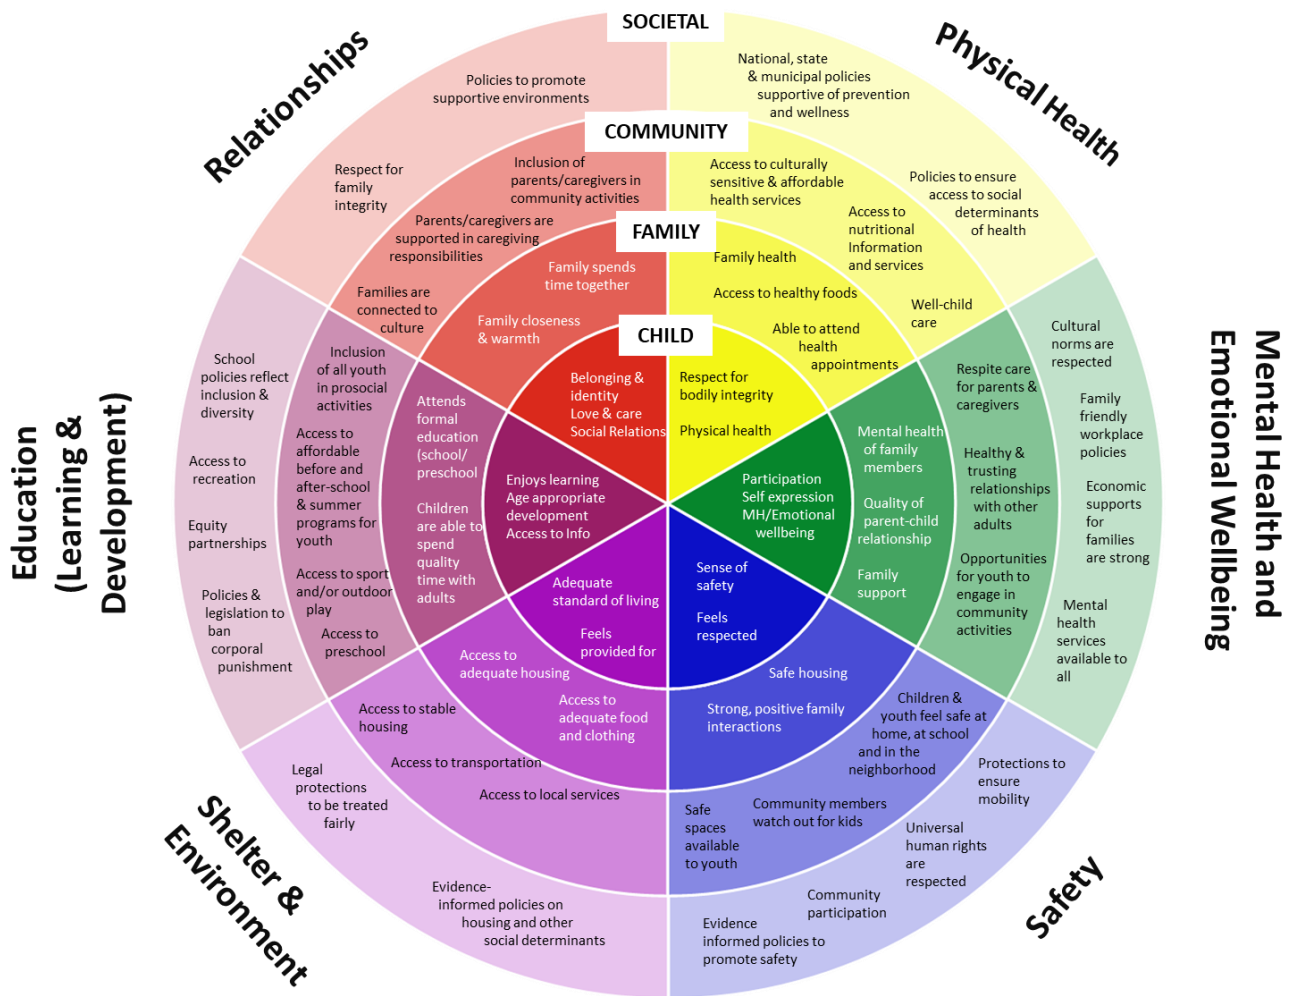 SOCIETAL
COMMUNITY
FAMILY
CHILD
Relationships
Policies to promote
supportive environments
Respect for
family
integrity
Inclusion of
parents/caregivers in
community activities
Parents/caregivers are
supported in caregiving
responsibilities
Families are
connected to
culture
Family spends
time together
Family closeness
& warmth
Belonging &
identity
Love & care
Social Relations
Physical Health
National, state
& municipal policies
supportive of prevention
and wellness
Policies to ensure
access to social
determinants
of health
Access to culturally
sensitive & affordable
health services
Access to
nutritional
Information
and services
Well-child
care
Family health
Access to healthy foods
Able to attend
health
appointments
Respect for
bodily integrity
Physical health
Mental Health and
Emotional Wellbeing
Cultural
norms are
respected
Family
friendly
workplace
policies
Economic
supports
for
families
are strong
Mental
health
services
available to
all
Respite care
for parents &
caregivers
Healthy &
trusting
relationships
with other
adults
Opportunities
for youth to
engage in
community
activities
Mental health
of family
members
Quality of
parent-child
relationship
Family
support
Participation
Self expression
MH/Emotional
wellbeing
Safety
Protections to
ensure
mobility
Universal
human rights
are
respected
Community
participation
Evidence
informed policies to
promote safety
Children &
youth feel safe at
home, at school
and in the
neighborhood
Community members
watch out for kids
Safe
spaces
available
to youth
Safe housing
Strong, positive family
interactions
Sense of
safety
Feels
respected
Shelter &
Environment
Legal
protections
to be treated
fairly
Evidence-
informed policies on
housing and other
social determinants
Access to stable
housing
Access to transportation
Access to local services
Access to
adequate housing
Access to
adequate food
and clothing
Adequate
standard of living
Feels
provided for
Education
(Learning &
Development)
School
policies reflect
inclusion &
diversity
Access to
recreation
Equity
partnerships
Policies &
legislation to
ban
corporal
punishment
Inclusion
of all youth
in prosocial
activities
Access to
affordable
before and
after-school
& summer
programs for
youth
Access to sport
and/or outdoor
play
Access to
preschool
Attends
formal
education
(school/
preschool
Children
are able to
spend
quality
time with
adults
Enjoys learning
Age appropriate
development
Access to Info